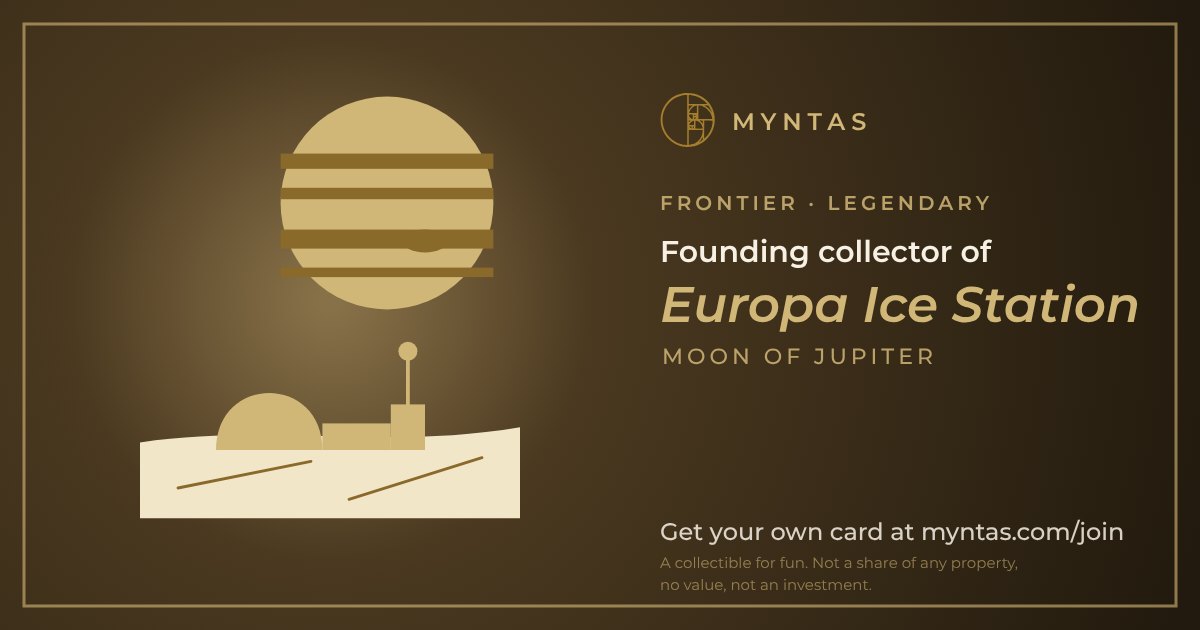 MYNTAS
FRONTIER · LEGENDARY
Founding collector of
Europa Ice Station
MOON OF JUPITER
Get your own card at myntas.com/join
A collectible for fun. Not a share of any property,
no value, not an investment.